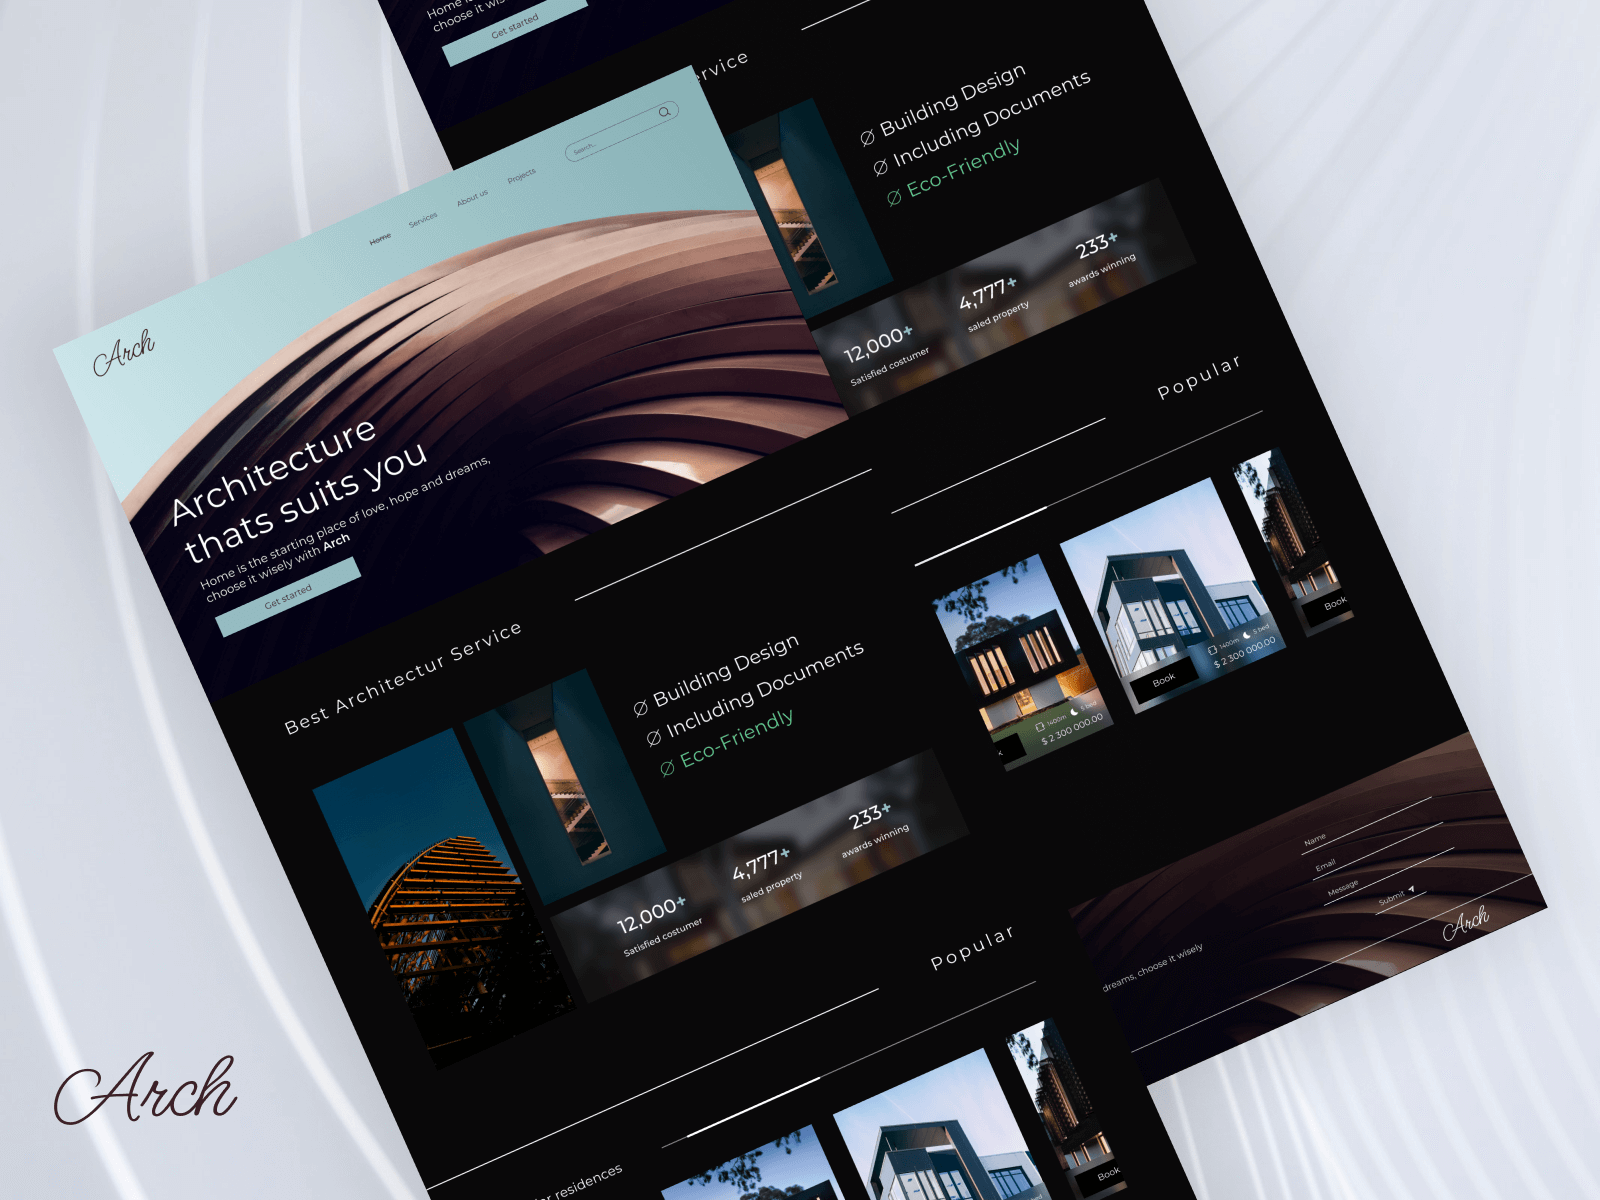 Home is
choose it wis
Get started
ervice
Building Design
Including Documents
Eco-Friendly
12,000+
Satisfied costumer
4,777+
saled property
233+
awards winning
Popular
1400m 5 bed
$ 2 300 000.00
1400m 5 bed
$ 2 300 000.00
Book
Book
Name
Email
Message
Submit
dreams, choose it wisely
Arch
Arch
Home
Services
About us
Projects
Search...
Architecture
thats suits you
Home is the starting place of love, hope and dreams,
choose it wisely with Arch
Get started
Best Architectur Service
Building Design
Including Documents
Eco-Friendly
12,000+
Satisfied costumer
4,777+
saled property
233+
awards winning
Popular
residences
Book
Arch